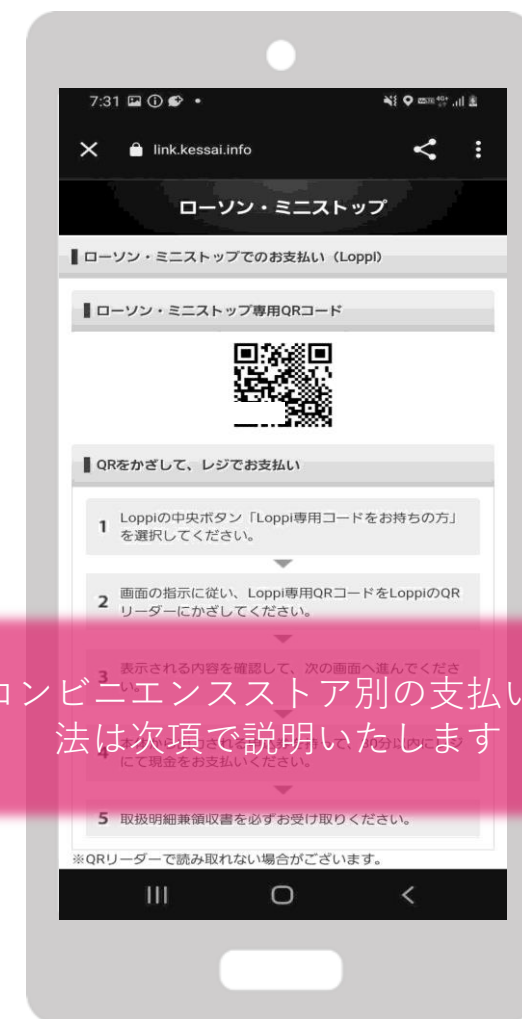 7:31
link.kessai.info
ローソン・ミニストップ
ローソン・ミニストップでのお支払い（Loppi）
ローソン・ミニストップ専用QRコード
QRをかざして、レジでお支払い
1 Loppiの中央ボタン「Loppi専用コードをお持ちの方」
を選択してください。
2 画面の指示に従い、Loppi専用QRコードをLoppiのQR
リーダーにかざしてください。
3 表示される内容を確認して、次の画面へ進んでくださ
い。
コンビニエンスストア別の支払い
法は次項で説明いたします
4
にて現金をお支払いください。
5 取扱明細兼領収書を必ずお受け取りください。
※QRリーダーで読み取れない場合がございます。